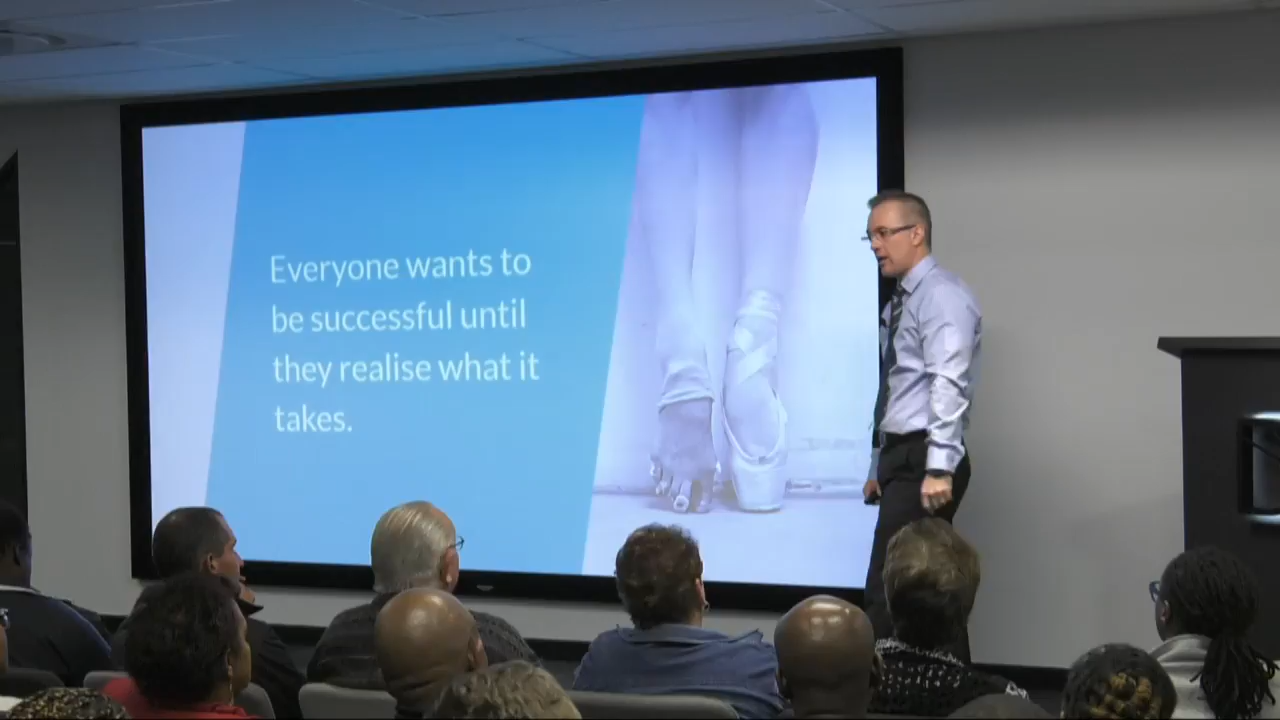 Everyone wants to
be successful until
they realise what it
takes.